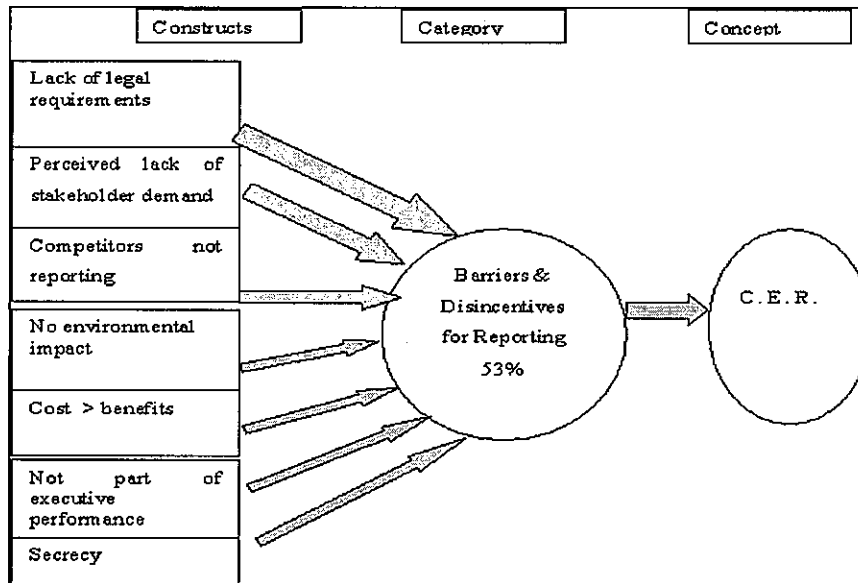 Constructs
Category
Concept
Lack of legal
requirements
Perceived lack of
stakeholder demand
Competitors not
reporting
No environmental
impact
Cost > benefits
Not part of
executive
performance
Secrecy
Barriers &
Disincentives
for Reporting
53%
C.E.R.